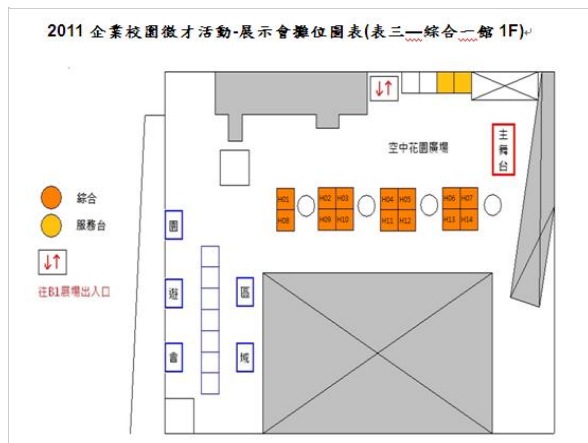 2011 企業校園徵才活動-展示會攤位圖表(表三—綜合一館 1F)
主舞台
空中花園廣場
H01
H02 H03
H04 H05
H06 H07
H08
H09 H10
H11 H12
H13 H14
綜合
服務台
↓↑
往B1展場出入口
↓↑
園
遊
會
區
域